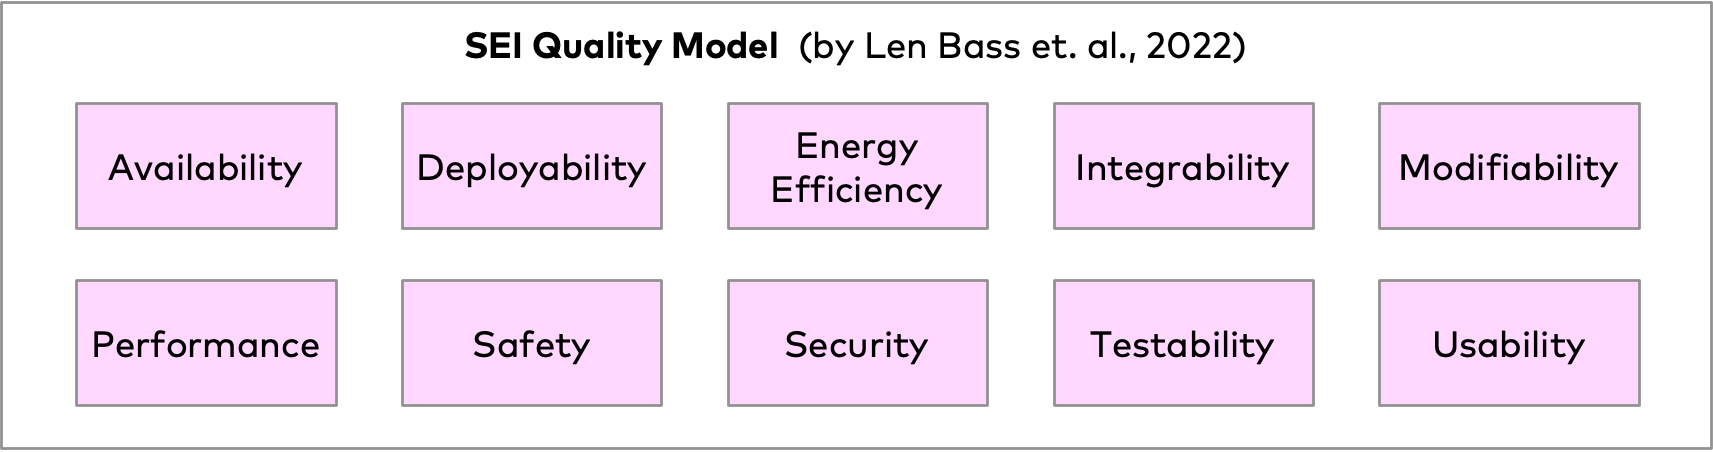 SEI Quality Model (by Len Bass et. al., 2022)
Availability
Deployability
Energy
Efficiency
Integrability
Modifiability
Performance
Safety
Security
Testability
Usability